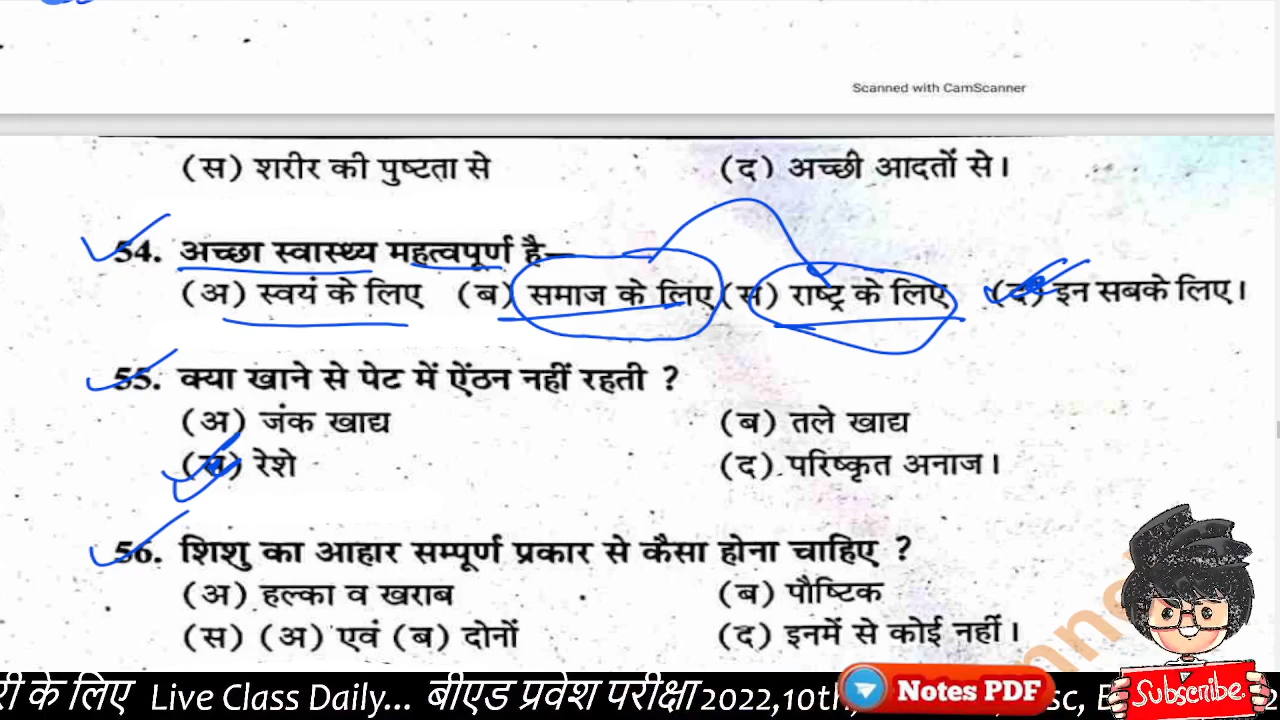 Scanned with CamScanner
(स) शरीर की पुष्टता से (द) अच्छी आदतों से।
54. अच्छा स्वास्थ्य महत्वपूर्ण है—
(अ) स्वयं के लिए (ब) समाज के लिए (स) राष्ट्र के लिए (द) इन सबके लिए।
55. क्या खाने से पेट में ऐंठन नहीं रहती ?
(अ) जंक खाद्य (ब) तले खाद्य
(स) रेशे (द) परिष्कृत अनाज।
56. शिशु का आहार सम्पूर्ण प्रकार से कैसा होना चाहिए ?
(अ) हल्का व खराब (ब) पौष्टिक
(स) (अ) एवं (ब) दोनों (द) इनमें से कोई नहीं।
के लिए Live Class Daily... बीएड प्रवेश परीक्षा 2022,10th, Notes PDF Subscribe